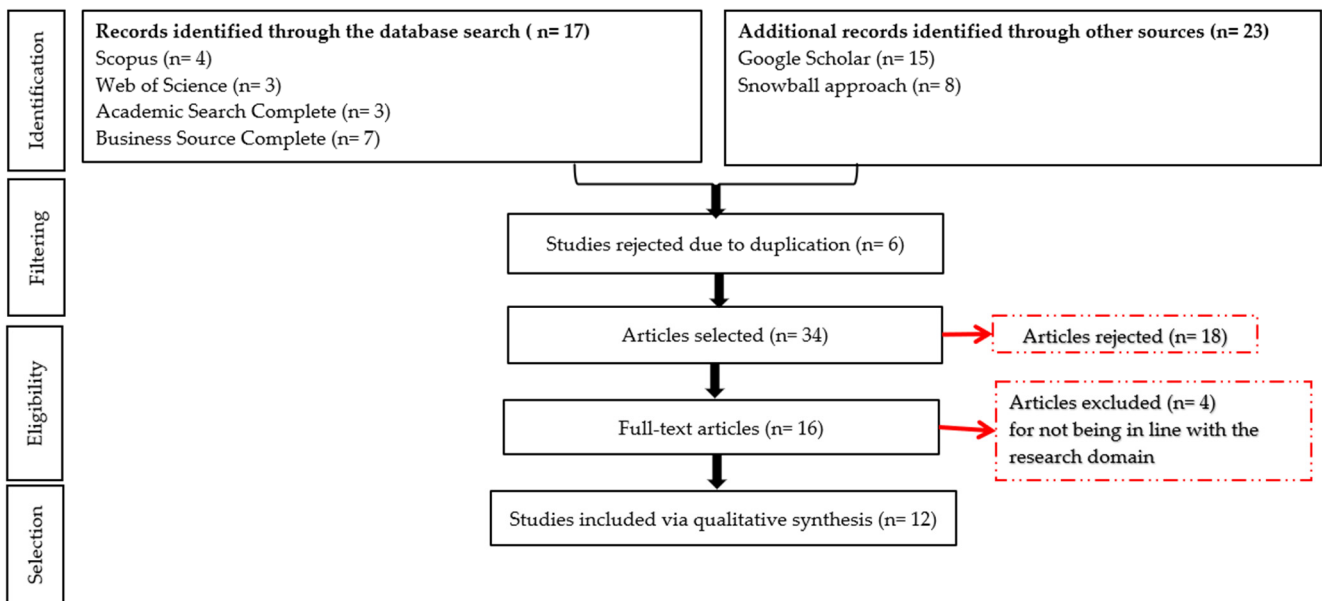 Identification
Records identified through the database search ( n= 17)
Scopus (n= 4)
Web of Science (n= 3)
Academic Search Complete (n= 3)
Business Source Complete (n= 7)
Additional records identified through other sources (n= 23)
Google Scholar (n= 15)
Snowball approach (n= 8)
Filtering
Studies rejected due to duplication (n= 6)
Eligibility
Articles selected (n= 34)
Articles rejected (n= 18)
Full-text articles (n= 16)
Articles excluded (n= 4)
for not being in line with the
research domain
Selection
Studies included via qualitative synthesis (n= 12)